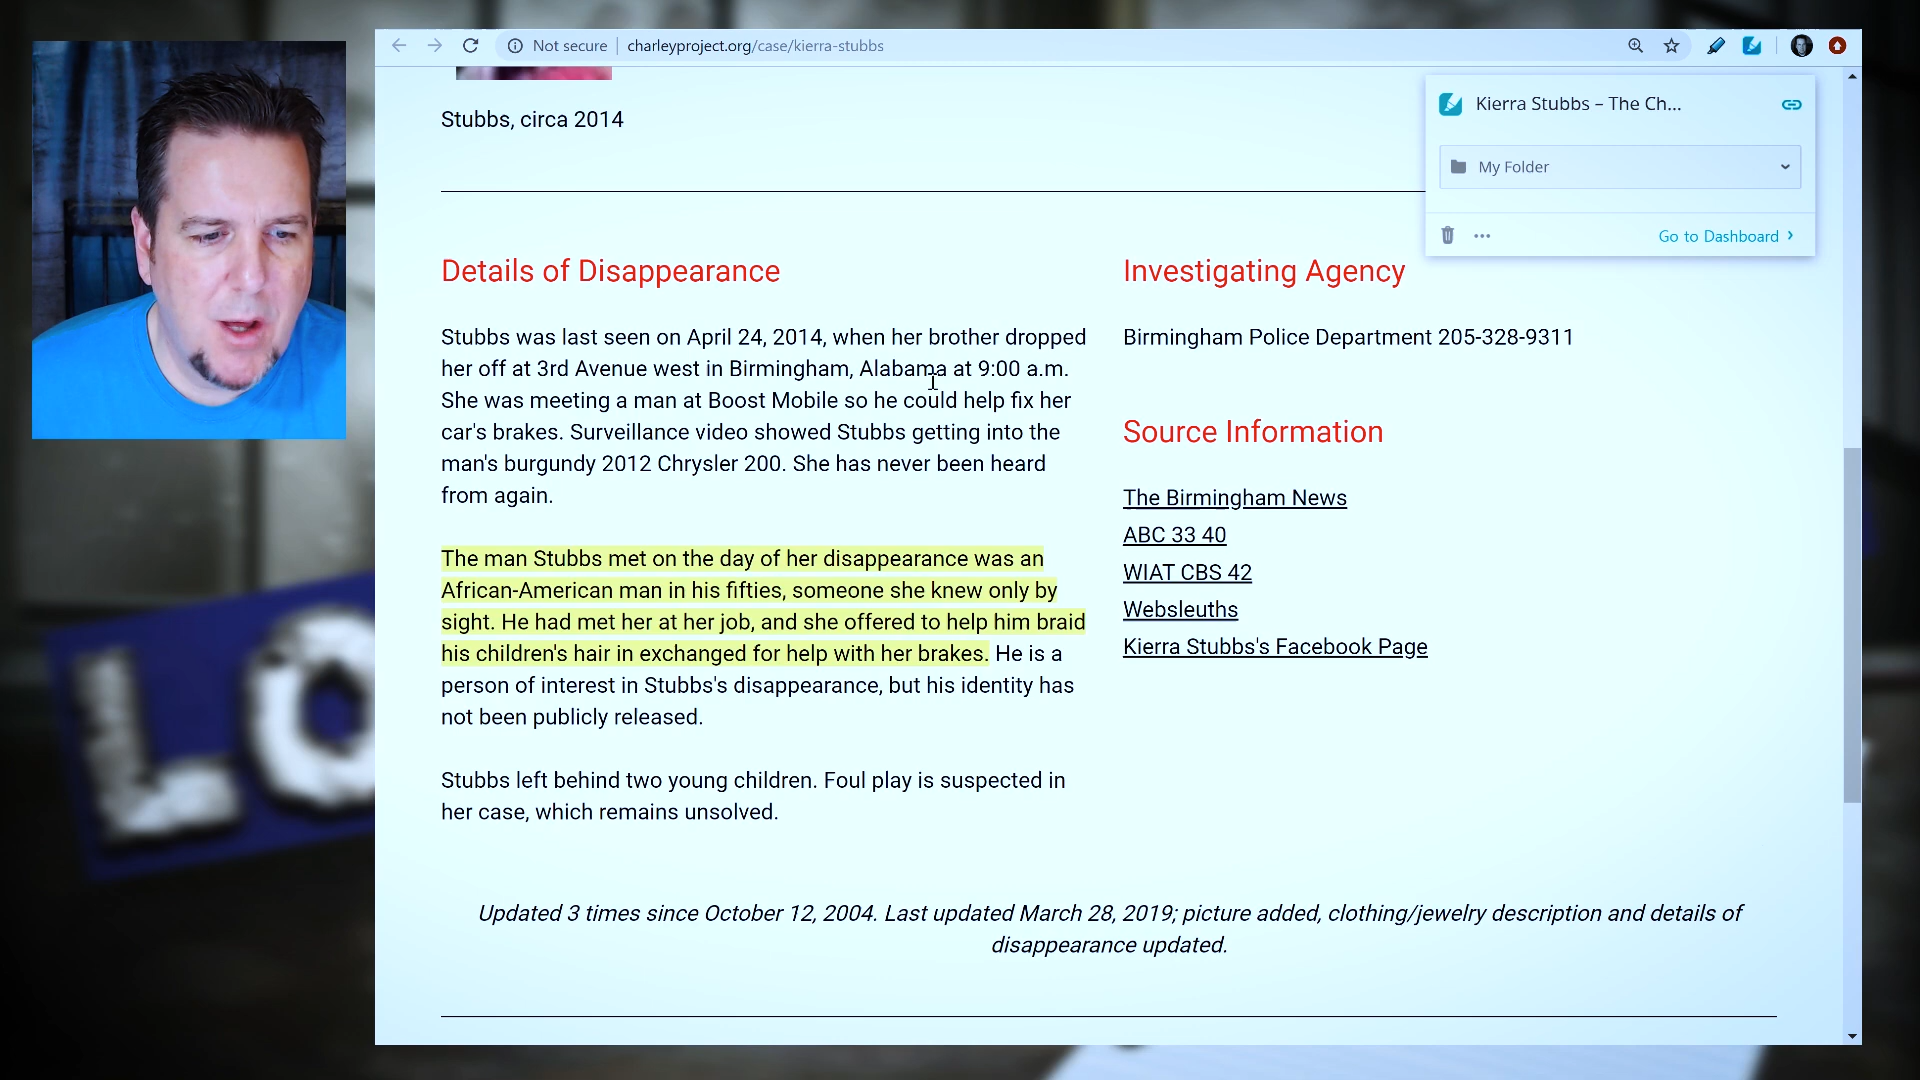 Not secure | charleyproject.org/case/kierra-stubbs
Kierra Stubbs – The Ch...
My Folder
Go to Dashboard
Stubbs, circa 2014
Details of Disappearance
Stubbs was last seen on April 24, 2014, when her brother dropped
her off at 3rd Avenue west in Birmingham, Alabama at 9:00 a.m.
She was meeting a man at Boost Mobile so he could help fix her
car's brakes. Surveillance video showed Stubbs getting into the
man's burgundy 2012 Chrysler 200. She has never been heard
from again.
The man Stubbs met on the day of her disappearance was an
African-American man in his fifties, someone she knew only by
sight. He had met her at her job, and she offered to help him braid
his children's hair in exchanged for help with her brakes. He is a
person of interest in Stubbs's disappearance, but his identity has
not been publicly released.
Stubbs left behind two young children. Foul play is suspected in
her case, which remains unsolved.
Investigating Agency
Birmingham Police Department 205-328-9311
Source Information
The Birmingham News
ABC 33 40
WIAT CBS 42
Websleuths
Kierra Stubbs's Facebook Page
Updated 3 times since October 12, 2004. Last updated March 28, 2019; picture added, clothing/jewelry description and details of
disappearance updated.
LO